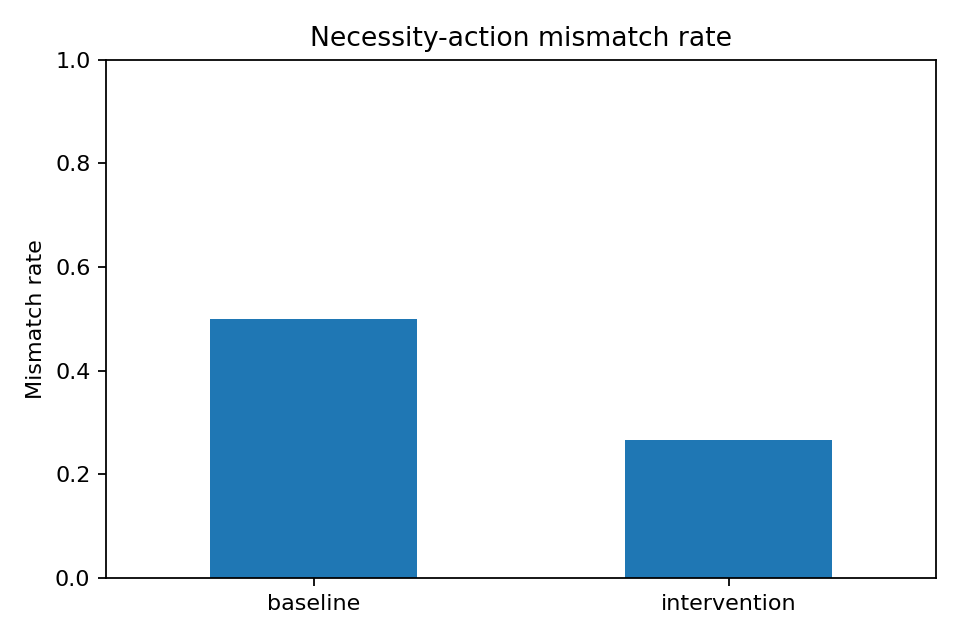 Necessity-action mismatch rate
Mismatch rate
1.0
0.8
0.6
0.4
0.2
0.0
baseline
intervention